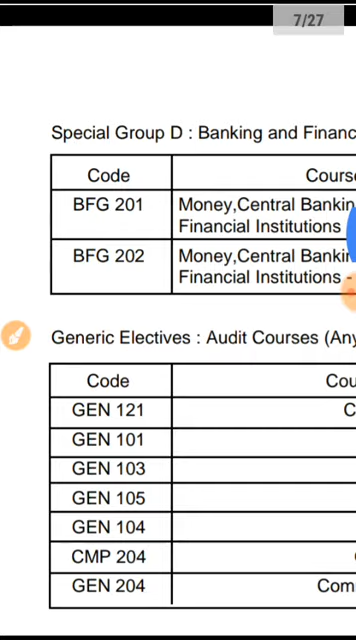 7/27
Special Group D : Banking and Financ
Code Cours
BFG 201 Money,Central Bankin
Financial Institutions
BFG 202 Money,Central Bankin
Financial Institutions -
Generic Electives : Audit Courses (Any
Code Cou
GEN 121 C
GEN 101
GEN 103
GEN 105
GEN 104
CMP 204
GEN 204 Com